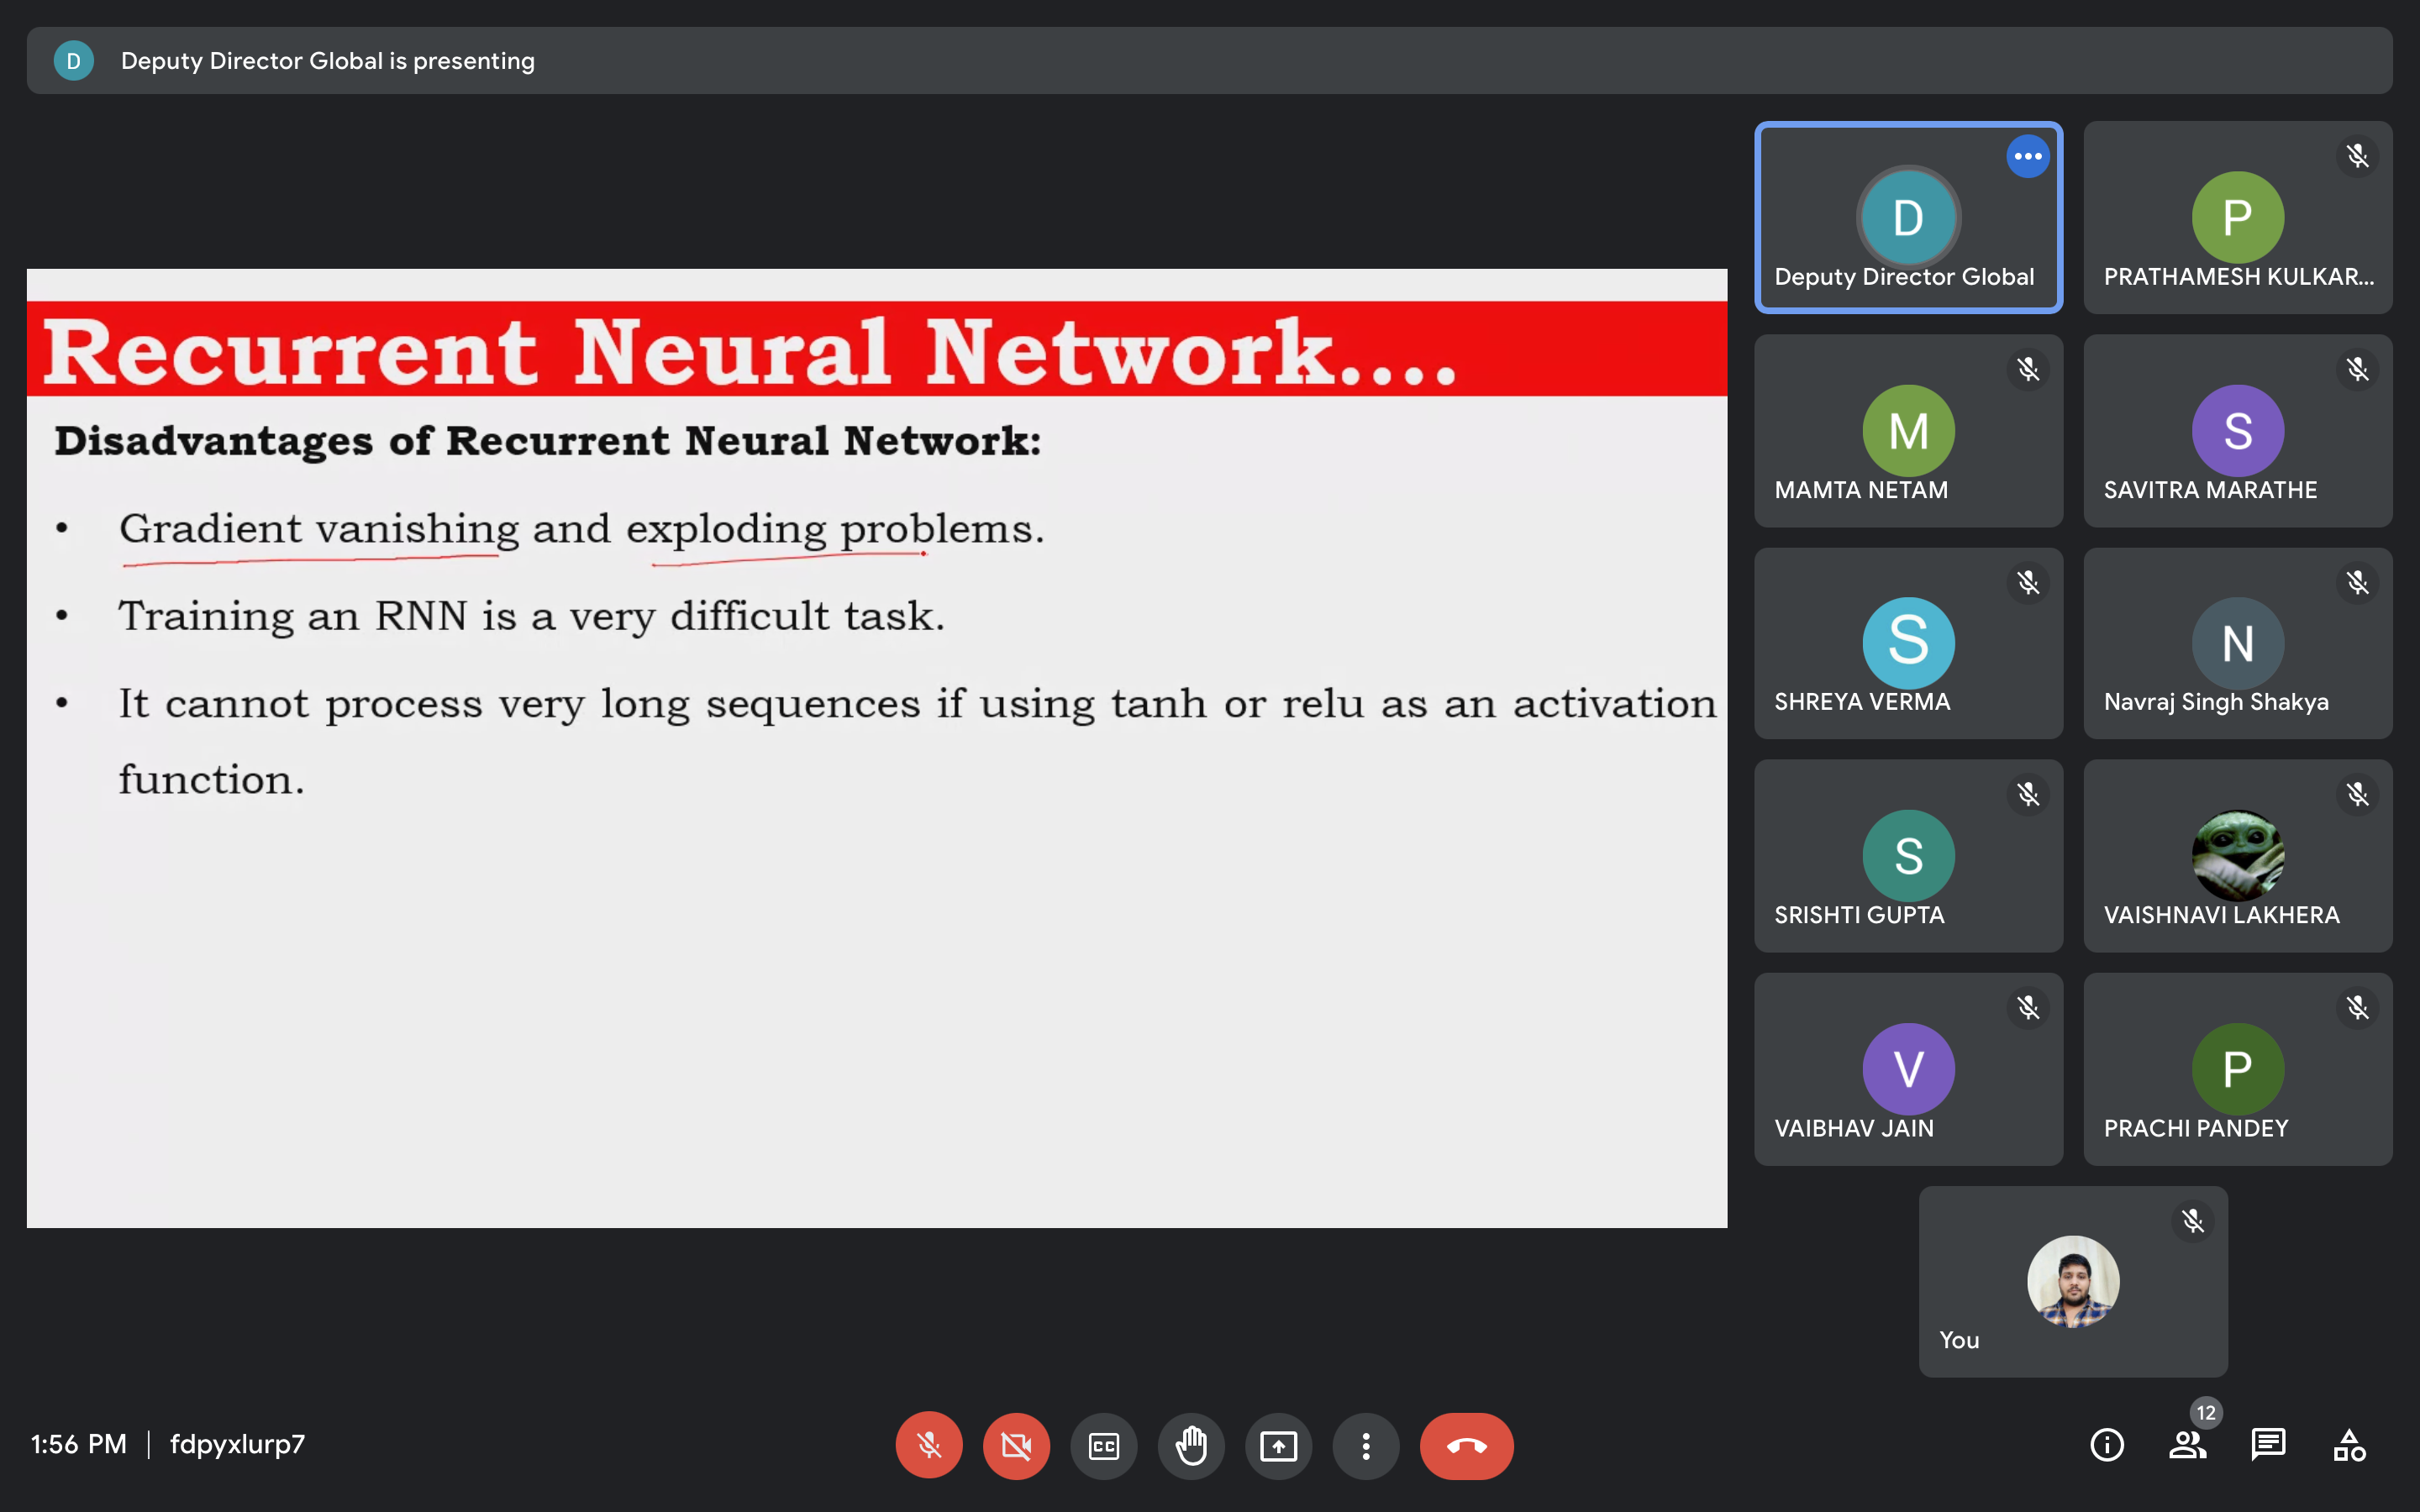 D
Deputy Director Global is presenting
Recurrent Neural Network....
Disadvantages of Recurrent Neural Network:
• Gradient vanishing and exploding problems.
• Training an RNN is a very difficult task.
• It cannot process very long sequences if using tanh or relu as an activation
function.
D
Deputy Director Global
P
PRATHAMESH KULKAR...
M
MAMTA NETAM
S
SAVITRA MARATHE
S
SHREYA VERMA
N
Navraj Singh Shakya
S
SRISHTI GUPTA
VAISHNAVI LAKHERA
V
VAIBHAV JAIN
P
PRACHI PANDEY
You
1:56 PM | fdpyxlurp7
CC
12